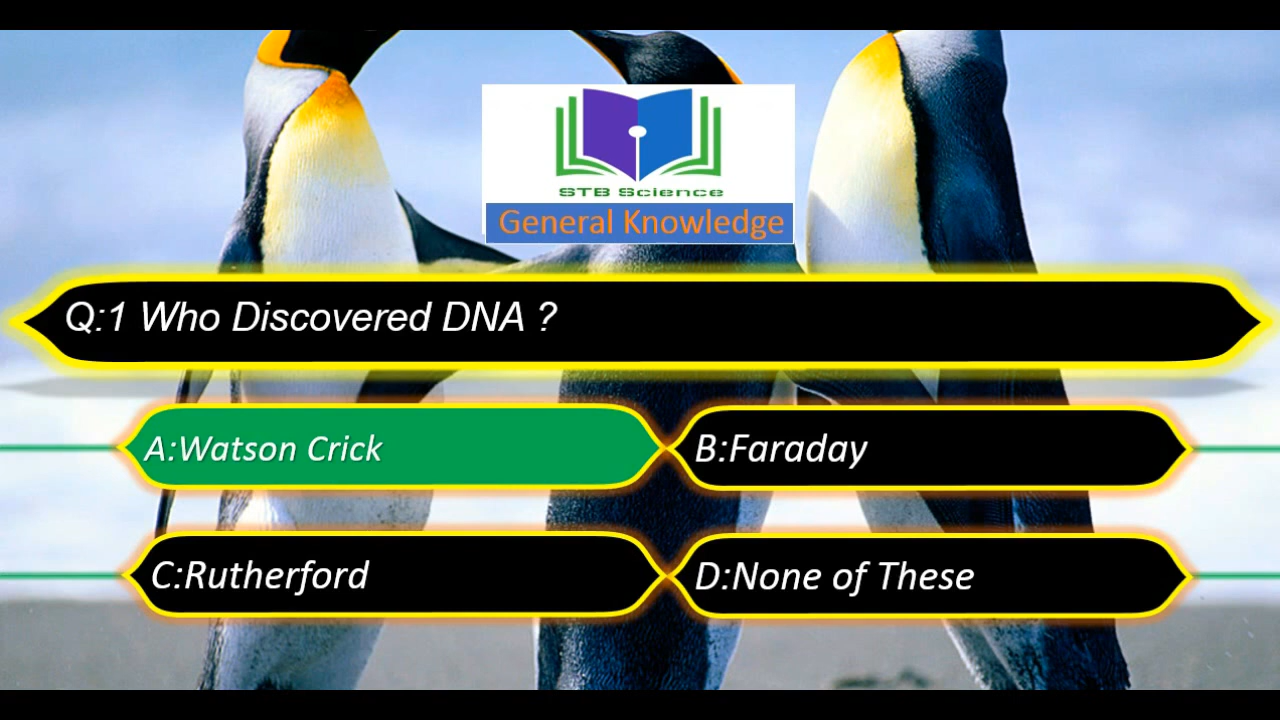 STB Science
General Knowledge
Q:1 Who Discovered DNA ?
A:Watson Crick
B:Faraday
C:Rutherford
D:None of These